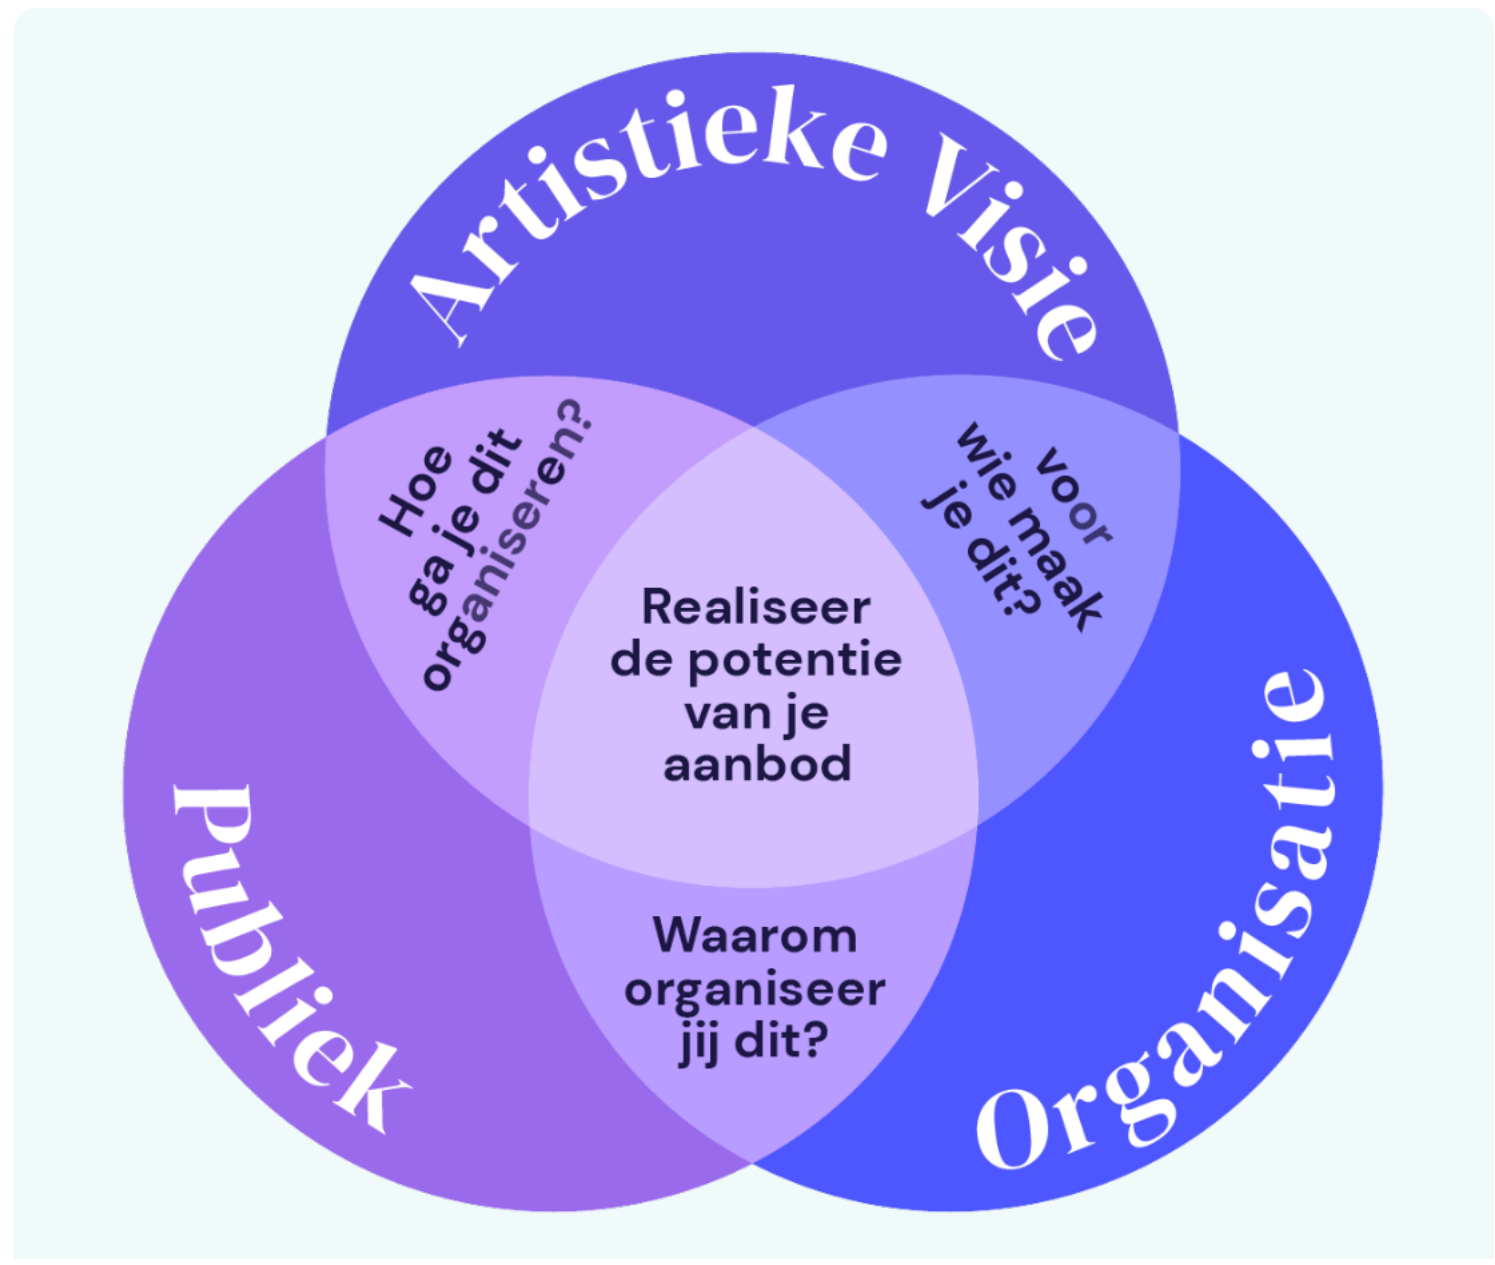 Artistieke Visie
Hoe
ga je dit
organiseren?
voor
wie maak
je dit?
Realiseer
de potentie
van je
aanbod
Waarom
organiseer
jij dit?
Publiek
Organisatie